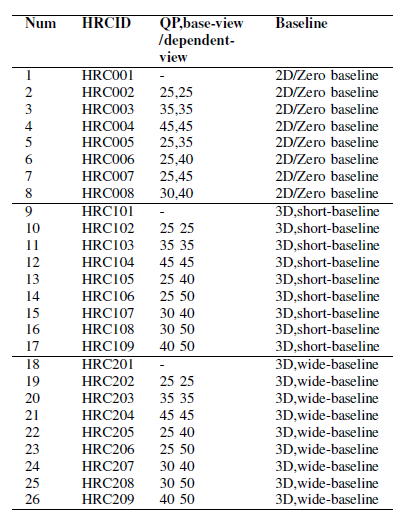 Num HRCID QP,base-view Baseline
/dependent-
view
1 HRC001 - 2D/Zero baseline
2 HRC002 25,25 2D/Zero baseline
3 HRC003 35,35 2D/Zero baseline
4 HRC004 45,45 2D/Zero baseline
5 HRC005 25,35 2D/Zero baseline
6 HRC006 25,40 2D/Zero baseline
7 HRC007 25,45 2D/Zero baseline
8 HRC008 30,40 2D/Zero baseline
9 HRC101 - 3D,short-baseline
10 HRC102 25 25 3D,short-baseline
11 HRC103 35 35 3D,short-baseline
12 HRC104 45 45 3D,short-baseline
13 HRC105 25 40 3D,short-baseline
14 HRC106 25 50 3D,short-baseline
15 HRC107 30 40 3D,short-baseline
16 HRC108 30 50 3D,short-baseline
17 HRC109 40 50 3D,short-baseline
18 HRC201 - 3D,wide-baseline
19 HRC202 25 25 3D,wide-baseline
20 HRC203 35 35 3D,wide-baseline
21 HRC204 45 45 3D,wide-baseline
22 HRC205 25 40 3D,wide-baseline
23 HRC206 25 50 3D,wide-baseline
24 HRC207 30 40 3D,wide-baseline
25 HRC208 30 50 3D,wide-baseline
26 HRC209 40 50 3D,wide-baseline